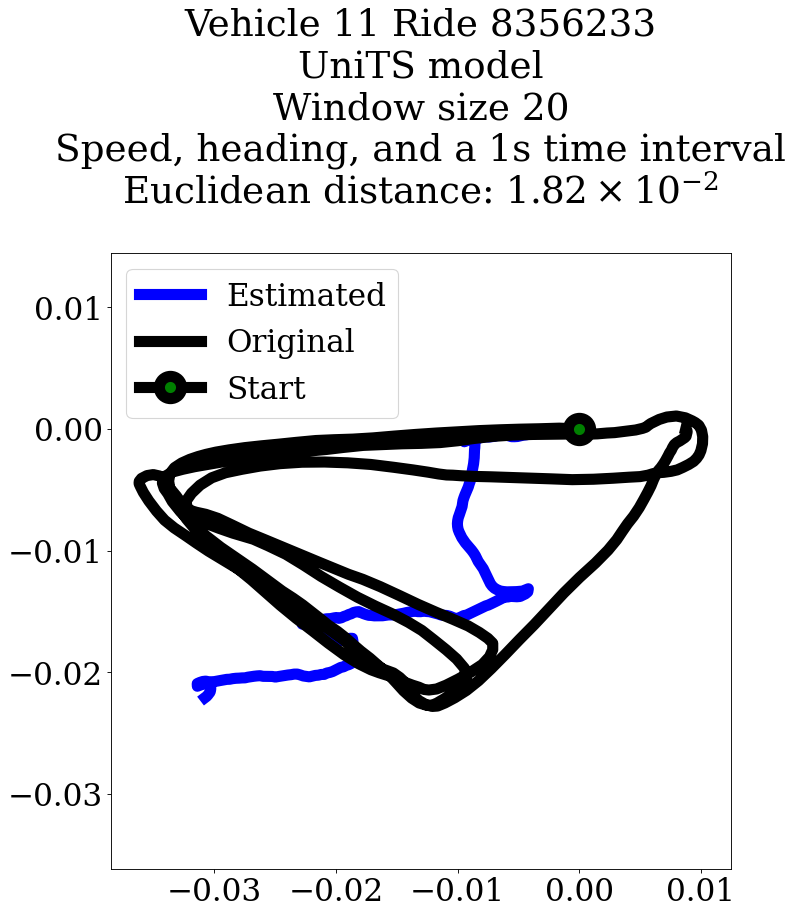 Vehicle 11 Ride 8356233
UniTS model
Window size 20
Speed, heading, and a 1s time interval
Euclidean distance: 1.82 × 10⁻²
Estimated
Original
Start
0.01
0.00
−0.01
−0.02
−0.03
−0.03 −0.02 −0.01 0.00 0.01